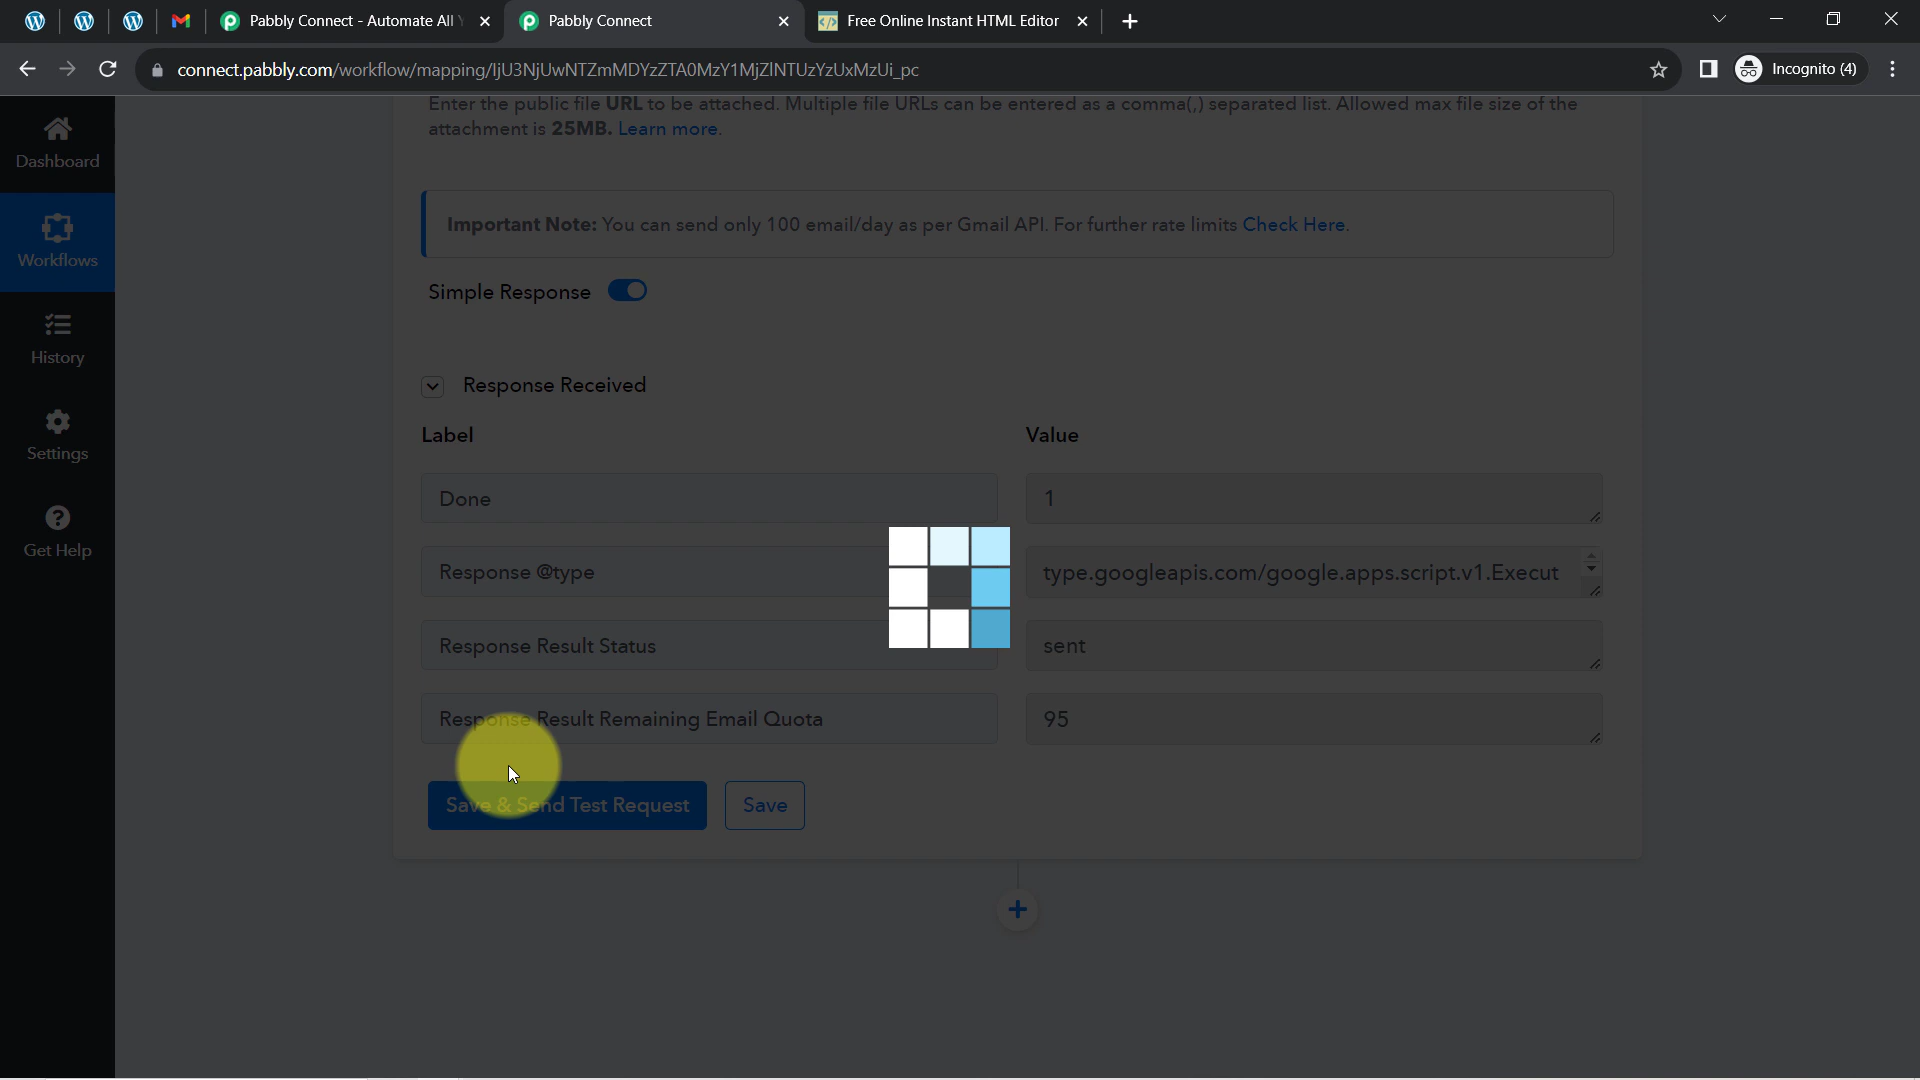 Pabbly Connect - Automate All
Pabbly Connect
Free Online Instant HTML Editor
connect.pabbly.com/workflow/mapping/IjU3NjUwNTZmMDYzZTA0MzY1MjZlNTUzYzUxMzUi_pc
Incognito (4)
Dashboard
Workflows
History
Settings
Get Help
Enter the public file URL to be attached. Multiple file URLs can be entered as a comma(,) separated list. Allowed max file size of the
attachment is 25MB. Learn more.
Important Note: You can send only 100 email/day as per Gmail API. For further rate limits Check Here.
Simple Response
Response Received
Label Value
Done 1
Response @type type.googleapis.com/google.apps.script.v1.Execut
Response Result Status sent
Response Result Remaining Email Quota 95
Save & Send Test Request Save